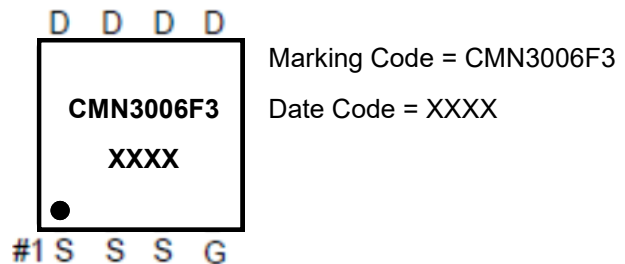 D D D D
Marking Code = CMN3006F3
CMN3006F3
Date Code = XXXX
XXXX
#1 S S S G